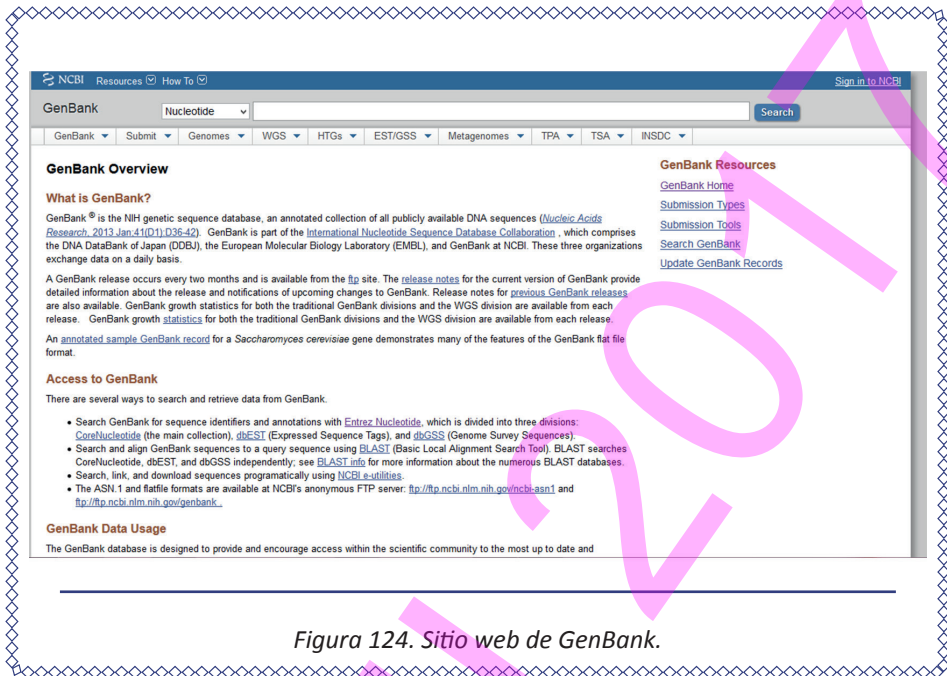 NCBI Resources How To Sign in to NCBI
GenBank Nucleotide Search
GenBank Submit Genomes WGS HTGs EST/GSS Metagenomes TPA TSA INSDC
GenBank Overview
What is GenBank?
GenBank ® is the NIH genetic sequence database, an annotated collection of all publicly available DNA sequences (Nucleic Acids
Research, 2013 Jan;41(D1):D36-42). GenBank is part of the International Nucleotide Sequence Database Collaboration , which comprises
the DNA DataBank of Japan (DDBJ), the European Molecular Biology Laboratory (EMBL), and GenBank at NCBI. These three organizations
exchange data on a daily basis.
A GenBank release occurs every two months and is available from the ftp site. The release notes for the current version of GenBank provide
detailed information about the release and notifications of upcoming changes to GenBank. Release notes for previous GenBank releases
are also available. GenBank growth statistics for both the traditional GenBank divisions and the WGS division are available from each
release. GenBank growth statistics for both the traditional GenBank divisions and the WGS division are available from each release.
An annotated sample GenBank record for a Saccharomyces cerevisiae gene demonstrates many of the features of the GenBank flat file
format.
Access to GenBank
There are several ways to search and retrieve data from GenBank.
• Search GenBank for sequence identifiers and annotations with Entrez Nucleotide, which is divided into three divisions:
CoreNucleotide (the main collection), dbEST (Expressed Sequence Tags), and dbGSS (Genome Survey Sequences).
• Search and align GenBank sequences to a query sequence using BLAST (Basic Local Alignment Search Tool). BLAST searches
CoreNucleotide, dbEST, and dbGSS independently; see BLAST info for more information about the numerous BLAST databases.
• Search, link, and download sequences programatically using NCBI e-utilities.
• The ASN.1 and flatfile formats are available at NCBI's anonymous FTP server: ftp://ftp.ncbi.nlm.nih.gov/ncbi-asn1 and
ftp://ftp.ncbi.nlm.nih.gov/genbank .
GenBank Data Usage
The GenBank database is designed to provide and encourage access within the scientific community to the most up to date and
GenBank Resources
GenBank Home
Submission Types
Submission Tools
Search GenBank
Update GenBank Records
Figura 124. Sitio web de GenBank.
201